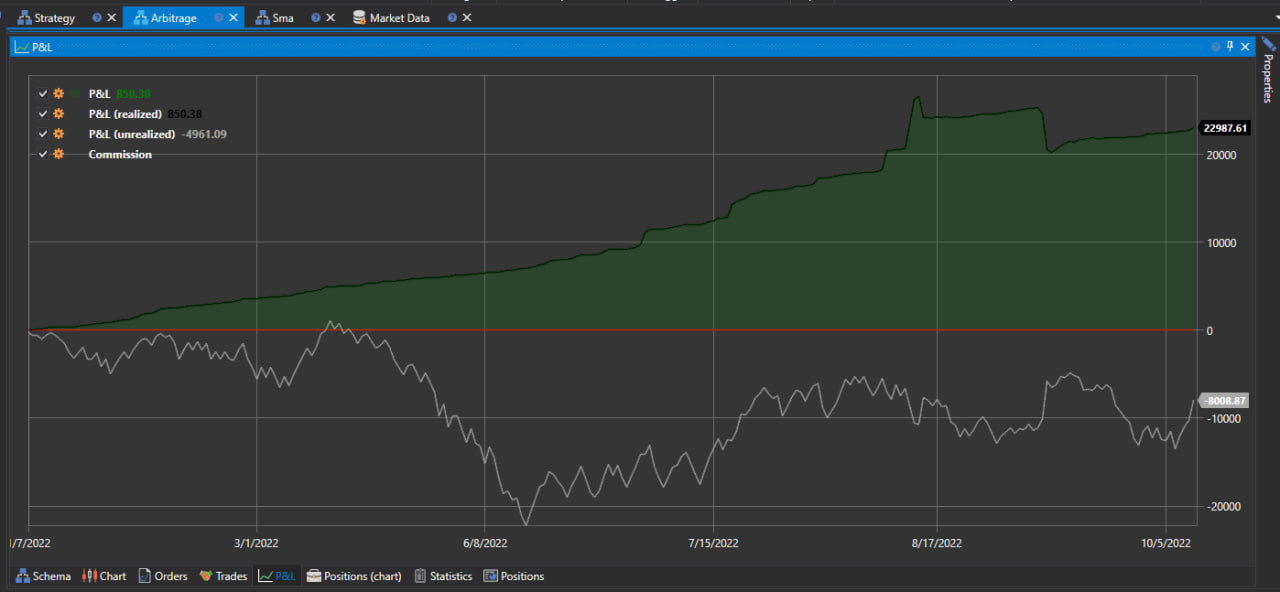 Strategy Arbitrage Sma Market Data
P&L
Properties
P&L 850.38
P&L (realized) 850.38
P&L (unrealized) -4961.09
Commission
22987.61
20000
10000
0
-8008.87
-10000
-20000
/7/2022 3/1/2022 6/8/2022 7/15/2022 8/17/2022 10/5/2022
Schema Chart Orders Trades P&L Positions (chart) Statistics Positions